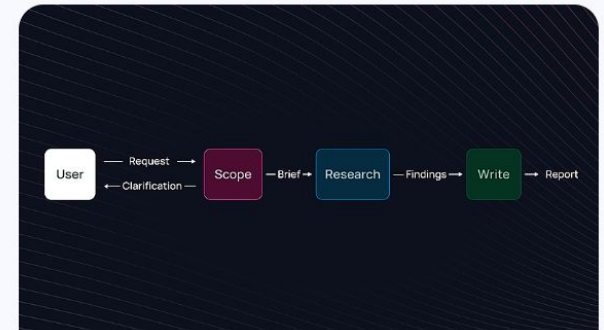 Request
User
Clarification
Scope
Brief
Research
Findings
Write
Report